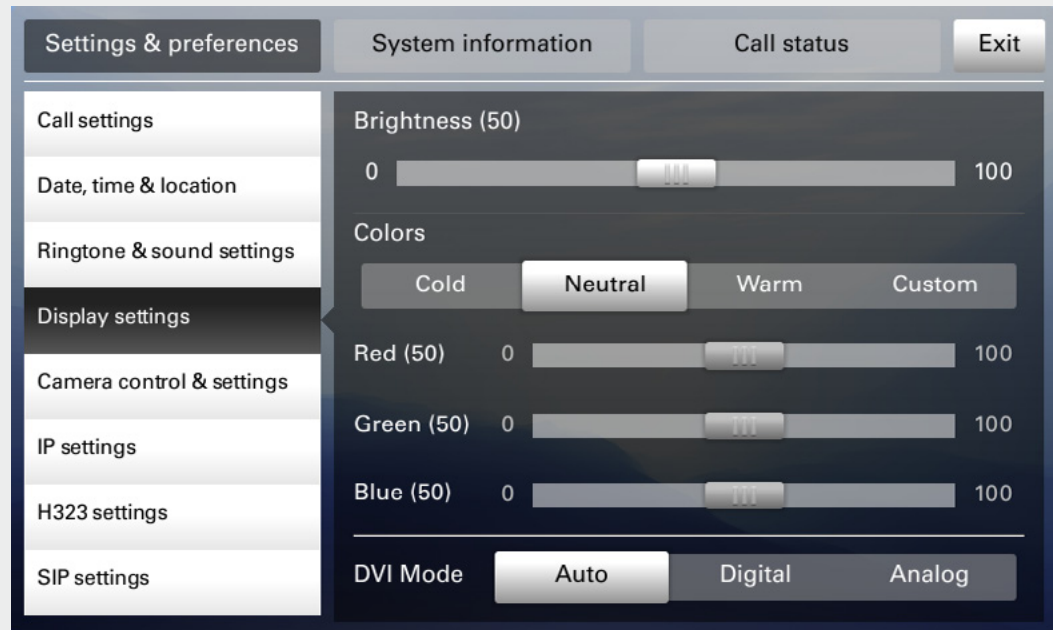 Settings & preferences System information Call status Exit
Call settings
Date, time & location
Ringtone & sound settings
Display settings
Camera control & settings
IP settings
H323 settings
SIP settings
Brightness (50)
0 100
Colors
Cold Neutral Warm Custom
Red (50) 0 100
Green (50) 0 100
Blue (50) 0 100
DVI Mode Auto Digital Analog